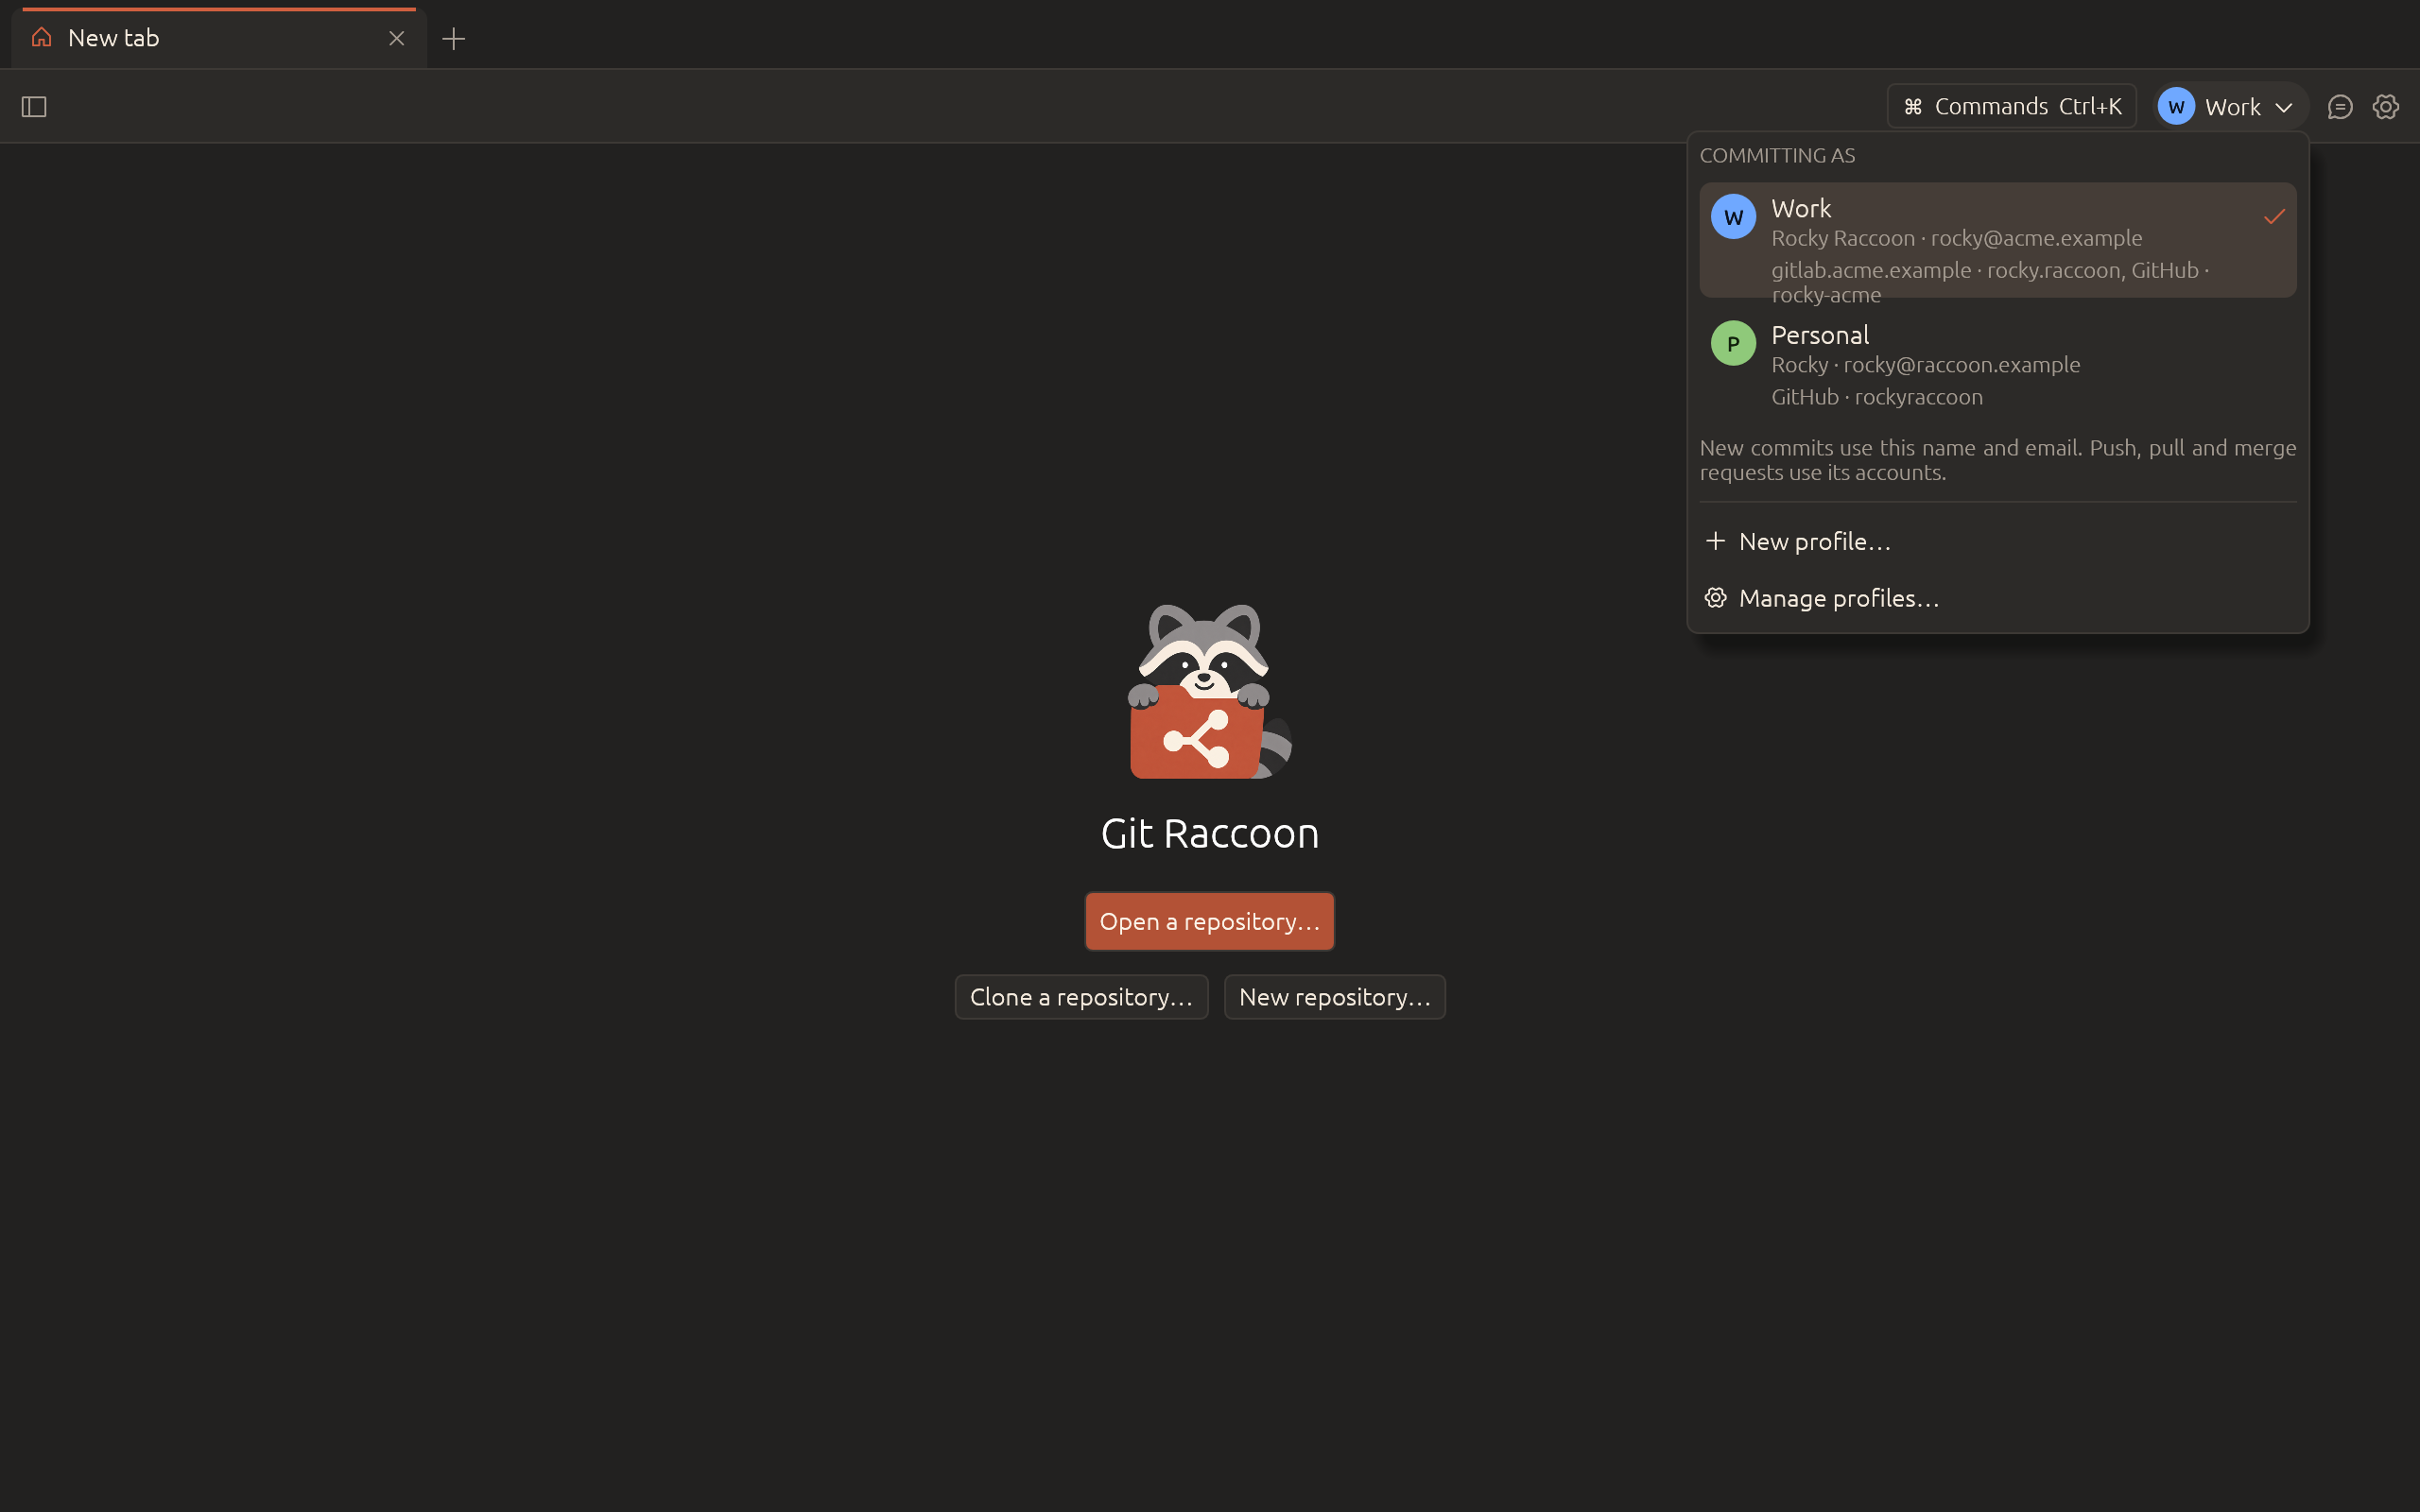 New tab
⌘ Commands Ctrl+K
W Work
COMMITTING AS
W Work
Rocky Raccoon · rocky@acme.example
gitlab.acme.example · rocky.raccoon, GitHub ·
rocky-acme
P Personal
Rocky · rocky@raccoon.example
GitHub · rockyraccoon
New commits use this name and email. Push, pull and merge
requests use its accounts.
New profile…
Manage profiles…
Git Raccoon
Open a repository…
Clone a repository… New repository…